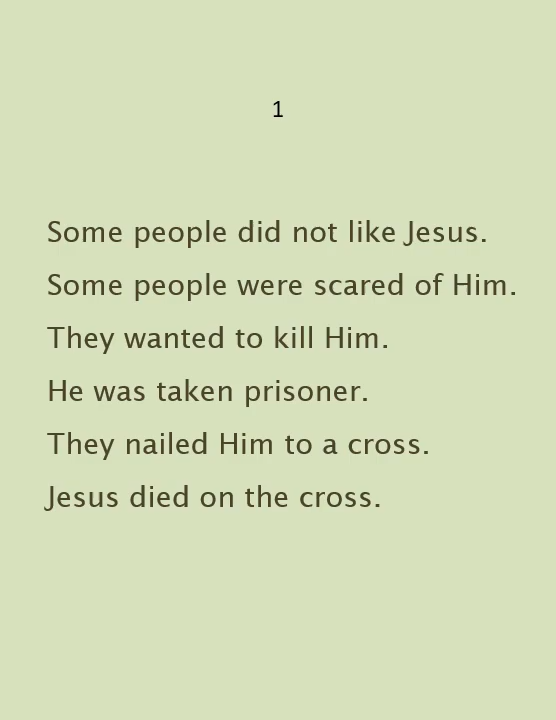 1
Some people did not like Jesus.
Some people were scared of Him.
They wanted to kill Him.
He was taken prisoner.
They nailed Him to a cross.
Jesus died on the cross.